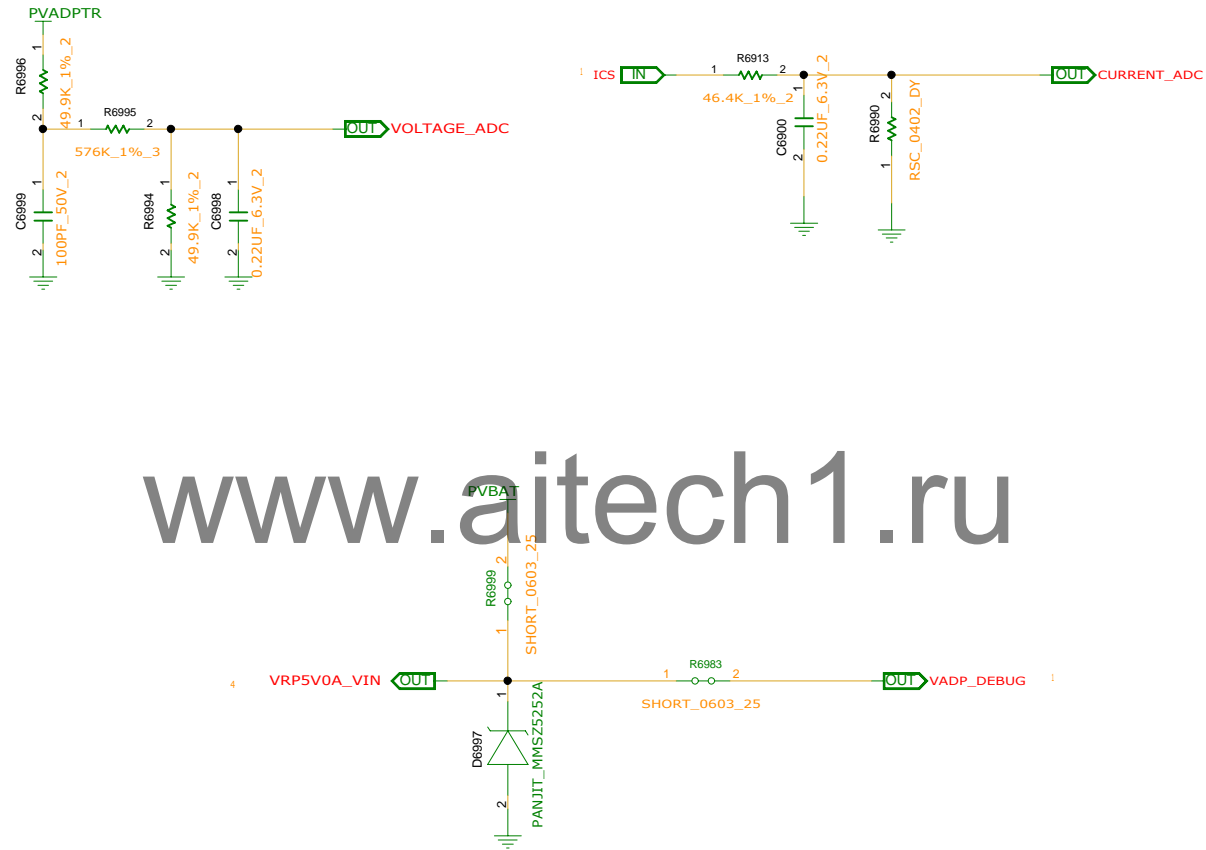 PVADPTR
1
R6996
49.9K_1%_2
2
1
R6995
2
576K_1%_3
OUT
VOLTAGE_ADC
1
C6999
100PF_50V_2
2
1
R6994
49.9K_1%_2
2
1
C6998
0.22UF_6.3V_2
2
1
ICS
IN
1
R6913
2
46.4K_1%_2
1
C6900
0.22UF_6.3V_2
2
2
R6990
RSC_0402_DY
1
OUT
CURRENT_ADC
www.aitech1.ru
PVBAT
2
R6999
SHORT_0603_25
1
4
VRP5V0A_VIN
OUT
1
R6983
2
SHORT_0603_25
OUT
VADP_DEBUG
1
1
D6997
PANJIT_MMSZ5252A
2